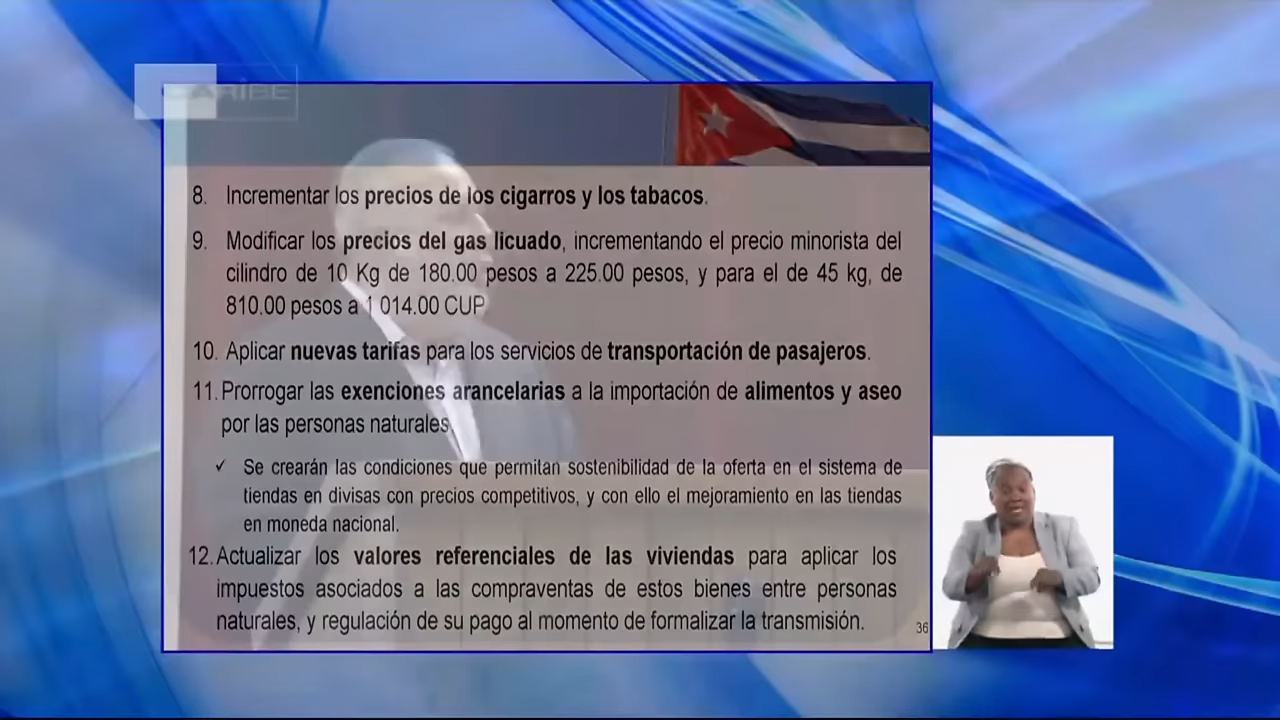 CARIBE
8. Incrementar los precios de los cigarros y los tabacos.
9. Modificar los precios del gas licuado, incrementando el precio minorista del
cilindro de 10 Kg de 180.00 pesos a 225.00 pesos, y para el de 45 kg, de
810.00 pesos a 1 014.00 CUP
10. Aplicar nuevas tarifas para los servicios de transportación de pasajeros.
11. Prorrogar las exenciones arancelarias a la importación de alimentos y aseo
por las personas naturales.
✓ Se crearán las condiciones que permitan sostenibilidad de la oferta en el sistema de
tiendas en divisas con precios competitivos, y con ello el mejoramiento en las tiendas
en moneda nacional.
12. Actualizar los valores referenciales de las viviendas para aplicar los
impuestos asociados a las compraventas de estos bienes entre personas
naturales, y regulación de su pago al momento de formalizar la transmisión.
36